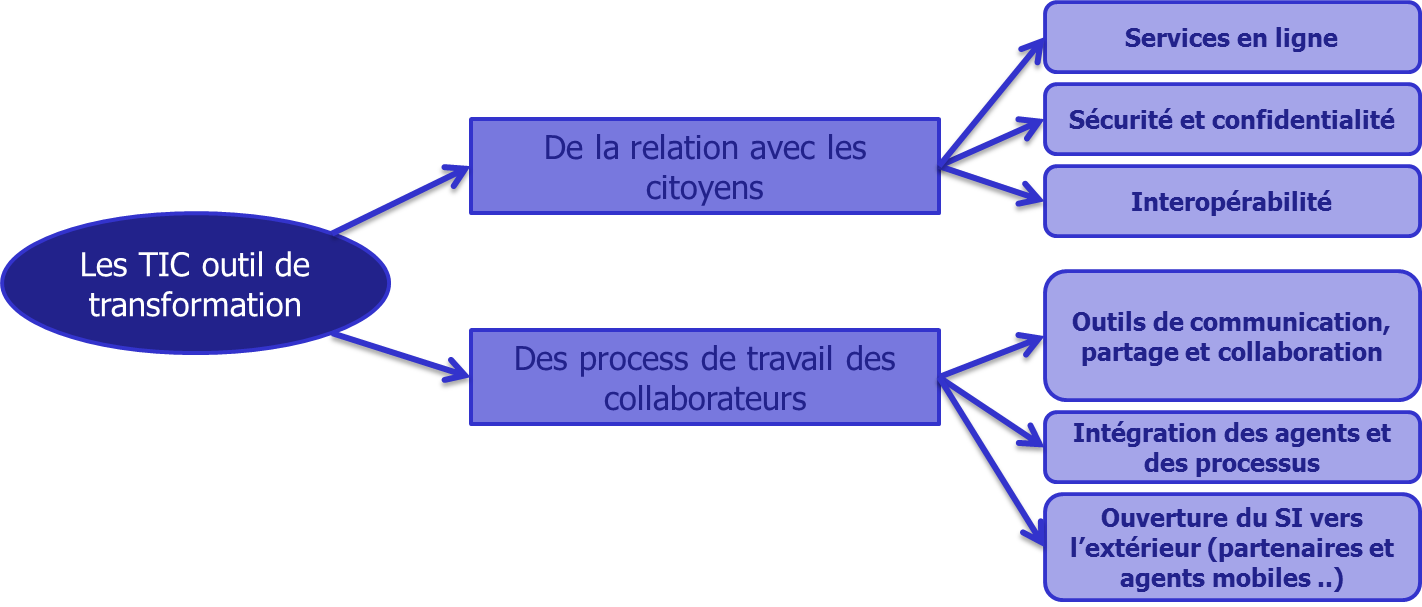 Les TIC outil de
transformation
De la relation avec les
citoyens
Services en ligne
Sécurité et confidentialité
Interopérabilité
Des process de travail des
collaborateurs
Outils de communication,
partage et collaboration
Intégration des agents et
des processus
Ouverture du SI vers
l’extérieur (partenaires et
agents mobiles ..)